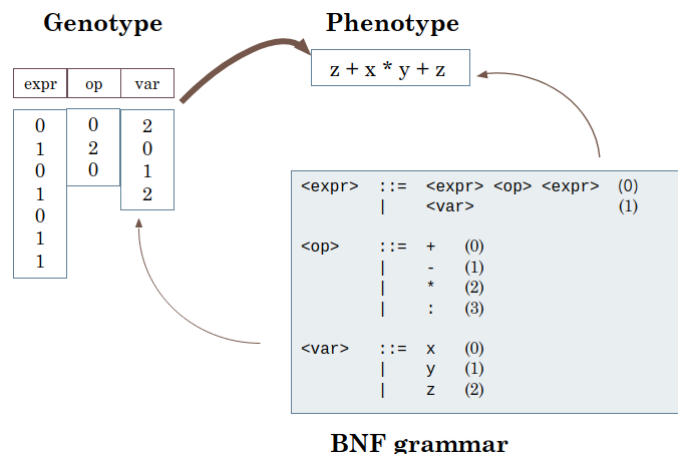 Genotype
Phenotype
expr op var
z + x * y + z
0 0 2
1 2 0
0 0 1
1 2
0
1
1
<expr> ::= <expr> <op> <expr> (0)
| <var> (1)
<op> ::= + (0)
| - (1)
| * (2)
| : (3)
<var> ::= x (0)
| y (1)
| z (2)
BNF grammar